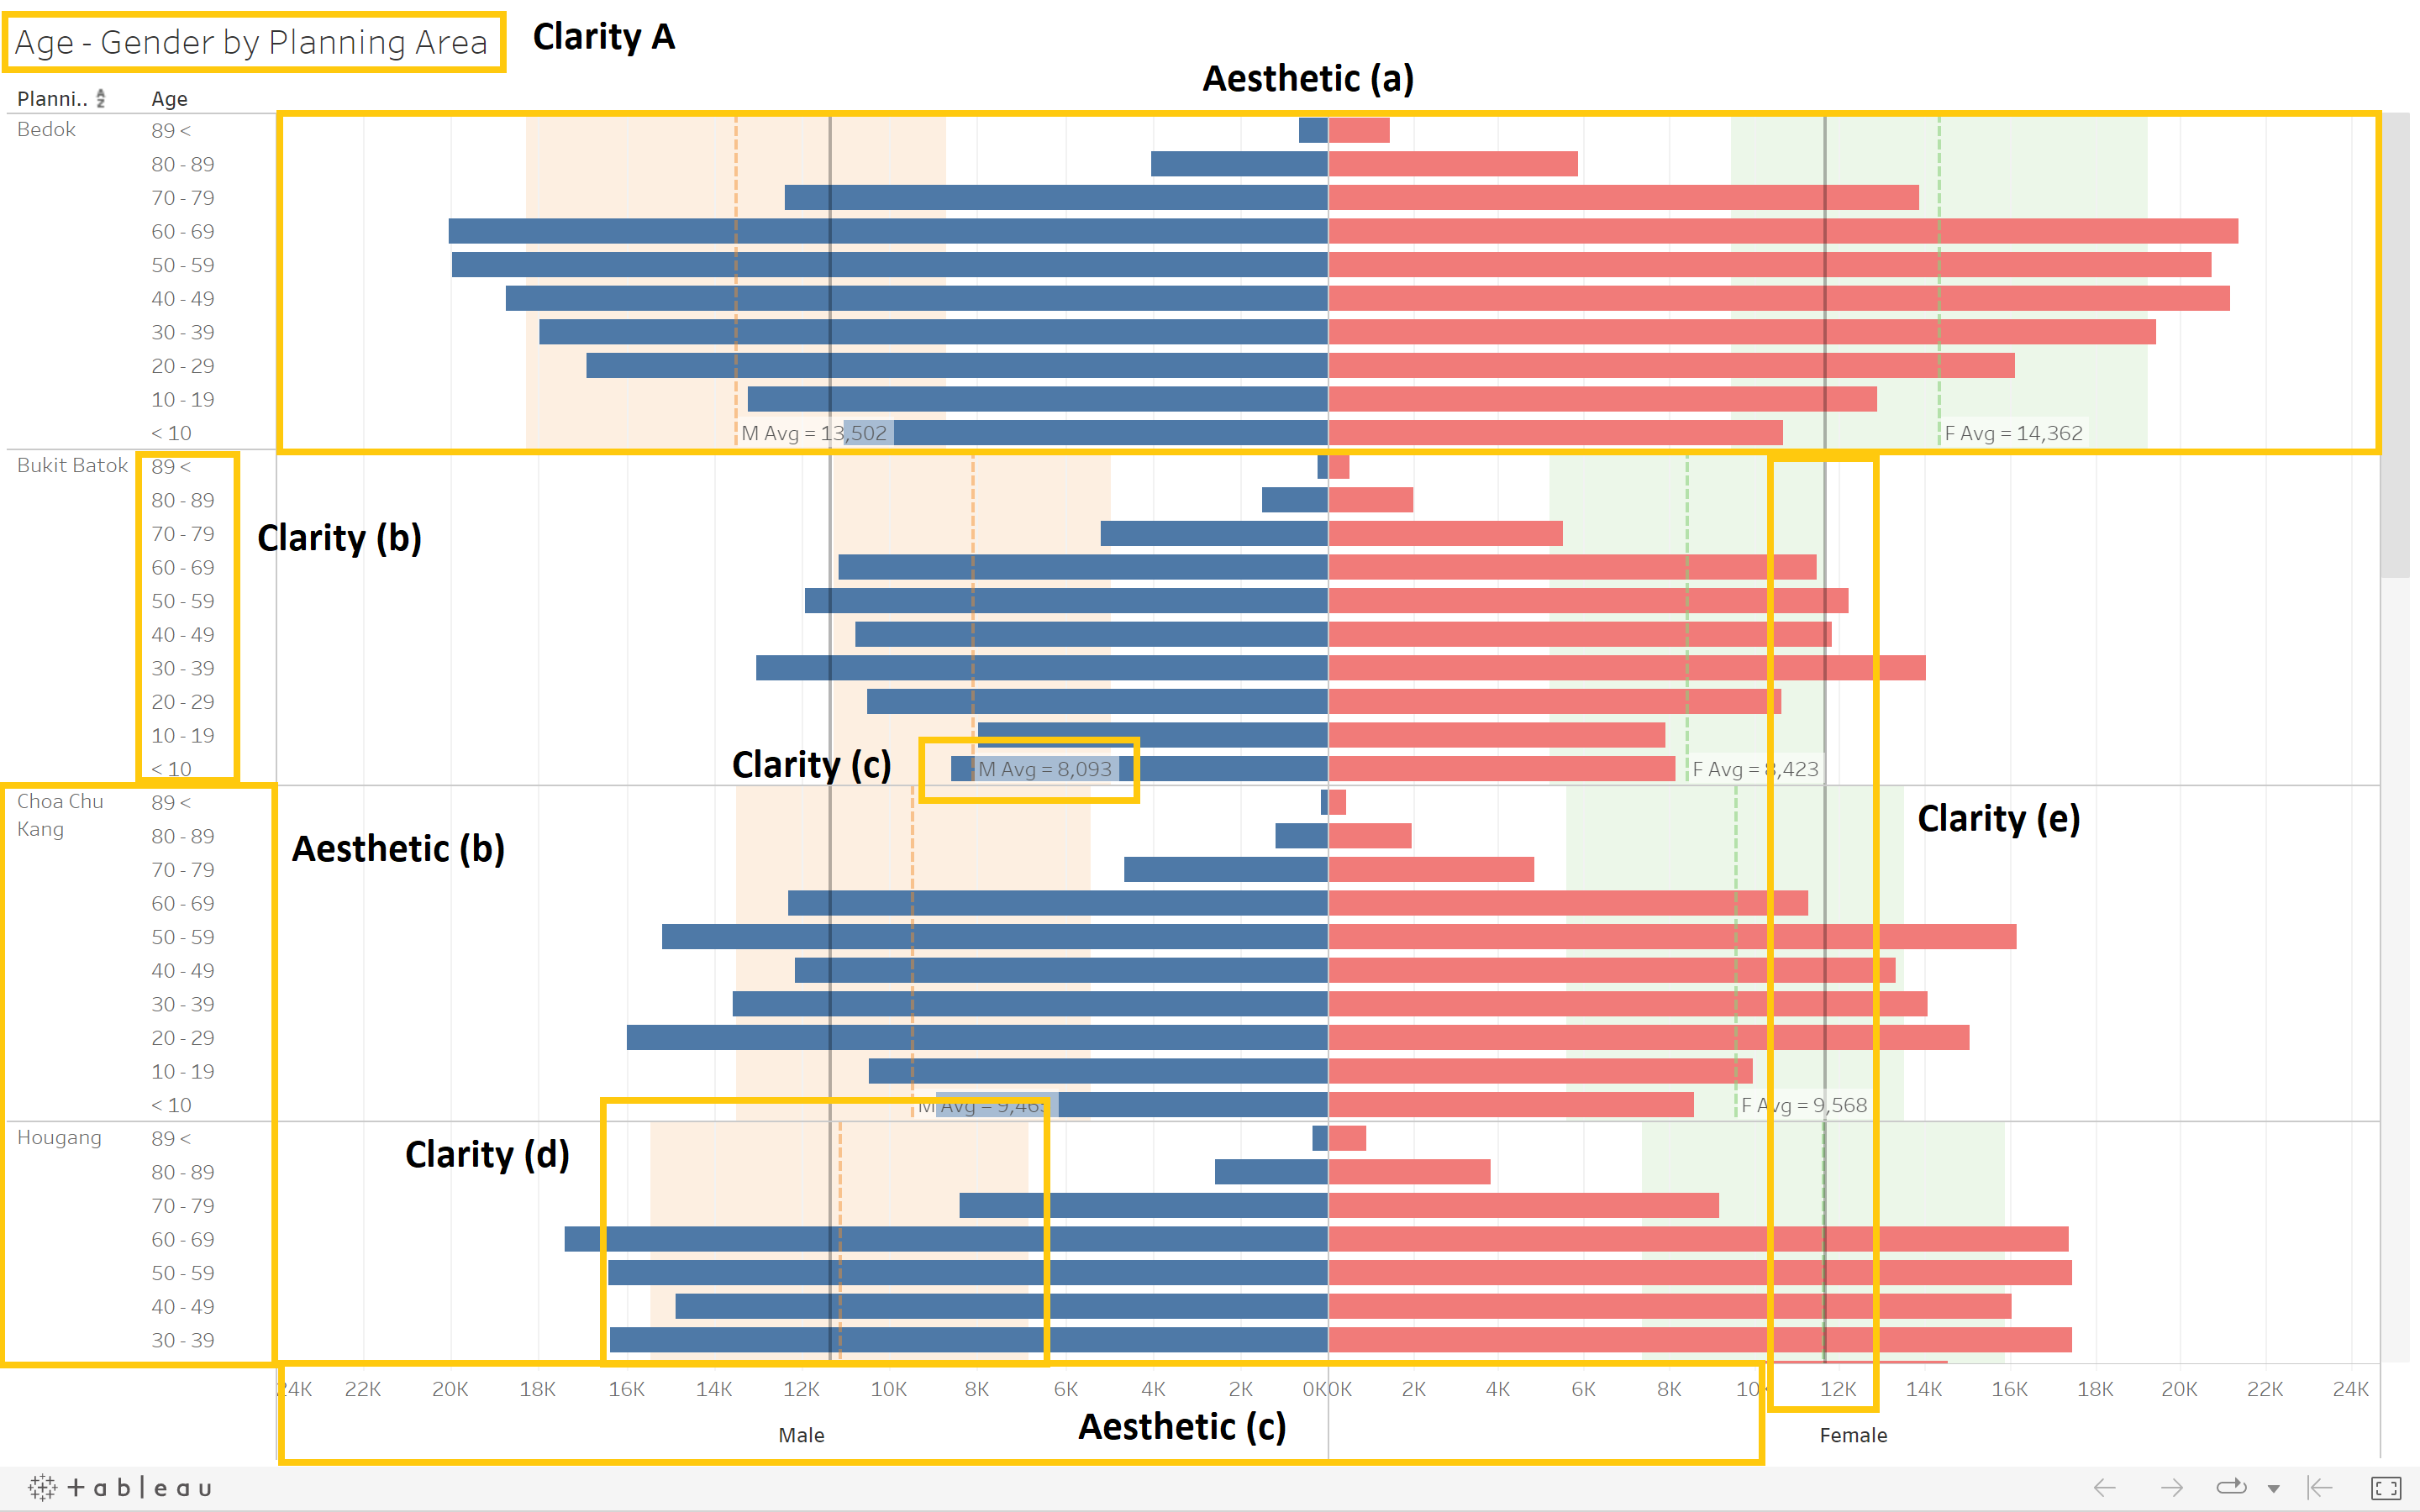 Age - Gender by Planning Area
Clarity A
Aesthetic (a)
Planni.. Age
Bedok 89 <
80 - 89
70 - 79
60 - 69
50 - 59
40 - 49
30 - 39
20 - 29
10 - 19
< 10 M Avg = 13,502 F Avg = 14,362
Bukit Batok 89 <
80 - 89
70 - 79
Clarity (b)
60 - 69
50 - 59
40 - 49
30 - 39
20 - 29
10 - 19
Clarity (c)
< 10 M Avg = 8,093 F Avg = 8,423
Choa Chu Kang 89 <
Clarity (e)
80 - 89
Aesthetic (b)
70 - 79
60 - 69
50 - 59
40 - 49
30 - 39
20 - 29
10 - 19
< 10 M Avg = F Avg = 9,568
Hougang 89 <
Clarity (d)
80 - 89
70 - 79
60 - 69
50 - 59
40 - 49
30 - 39
24K 22K 20K 18K 16K 14K 12K 10K 8K 6K 4K 2K 0K 0K 2K 4K 6K 8K 10K 12K 14K 16K 18K 20K 22K 24K
Aesthetic (c)
Male Female
+ a b | e a u